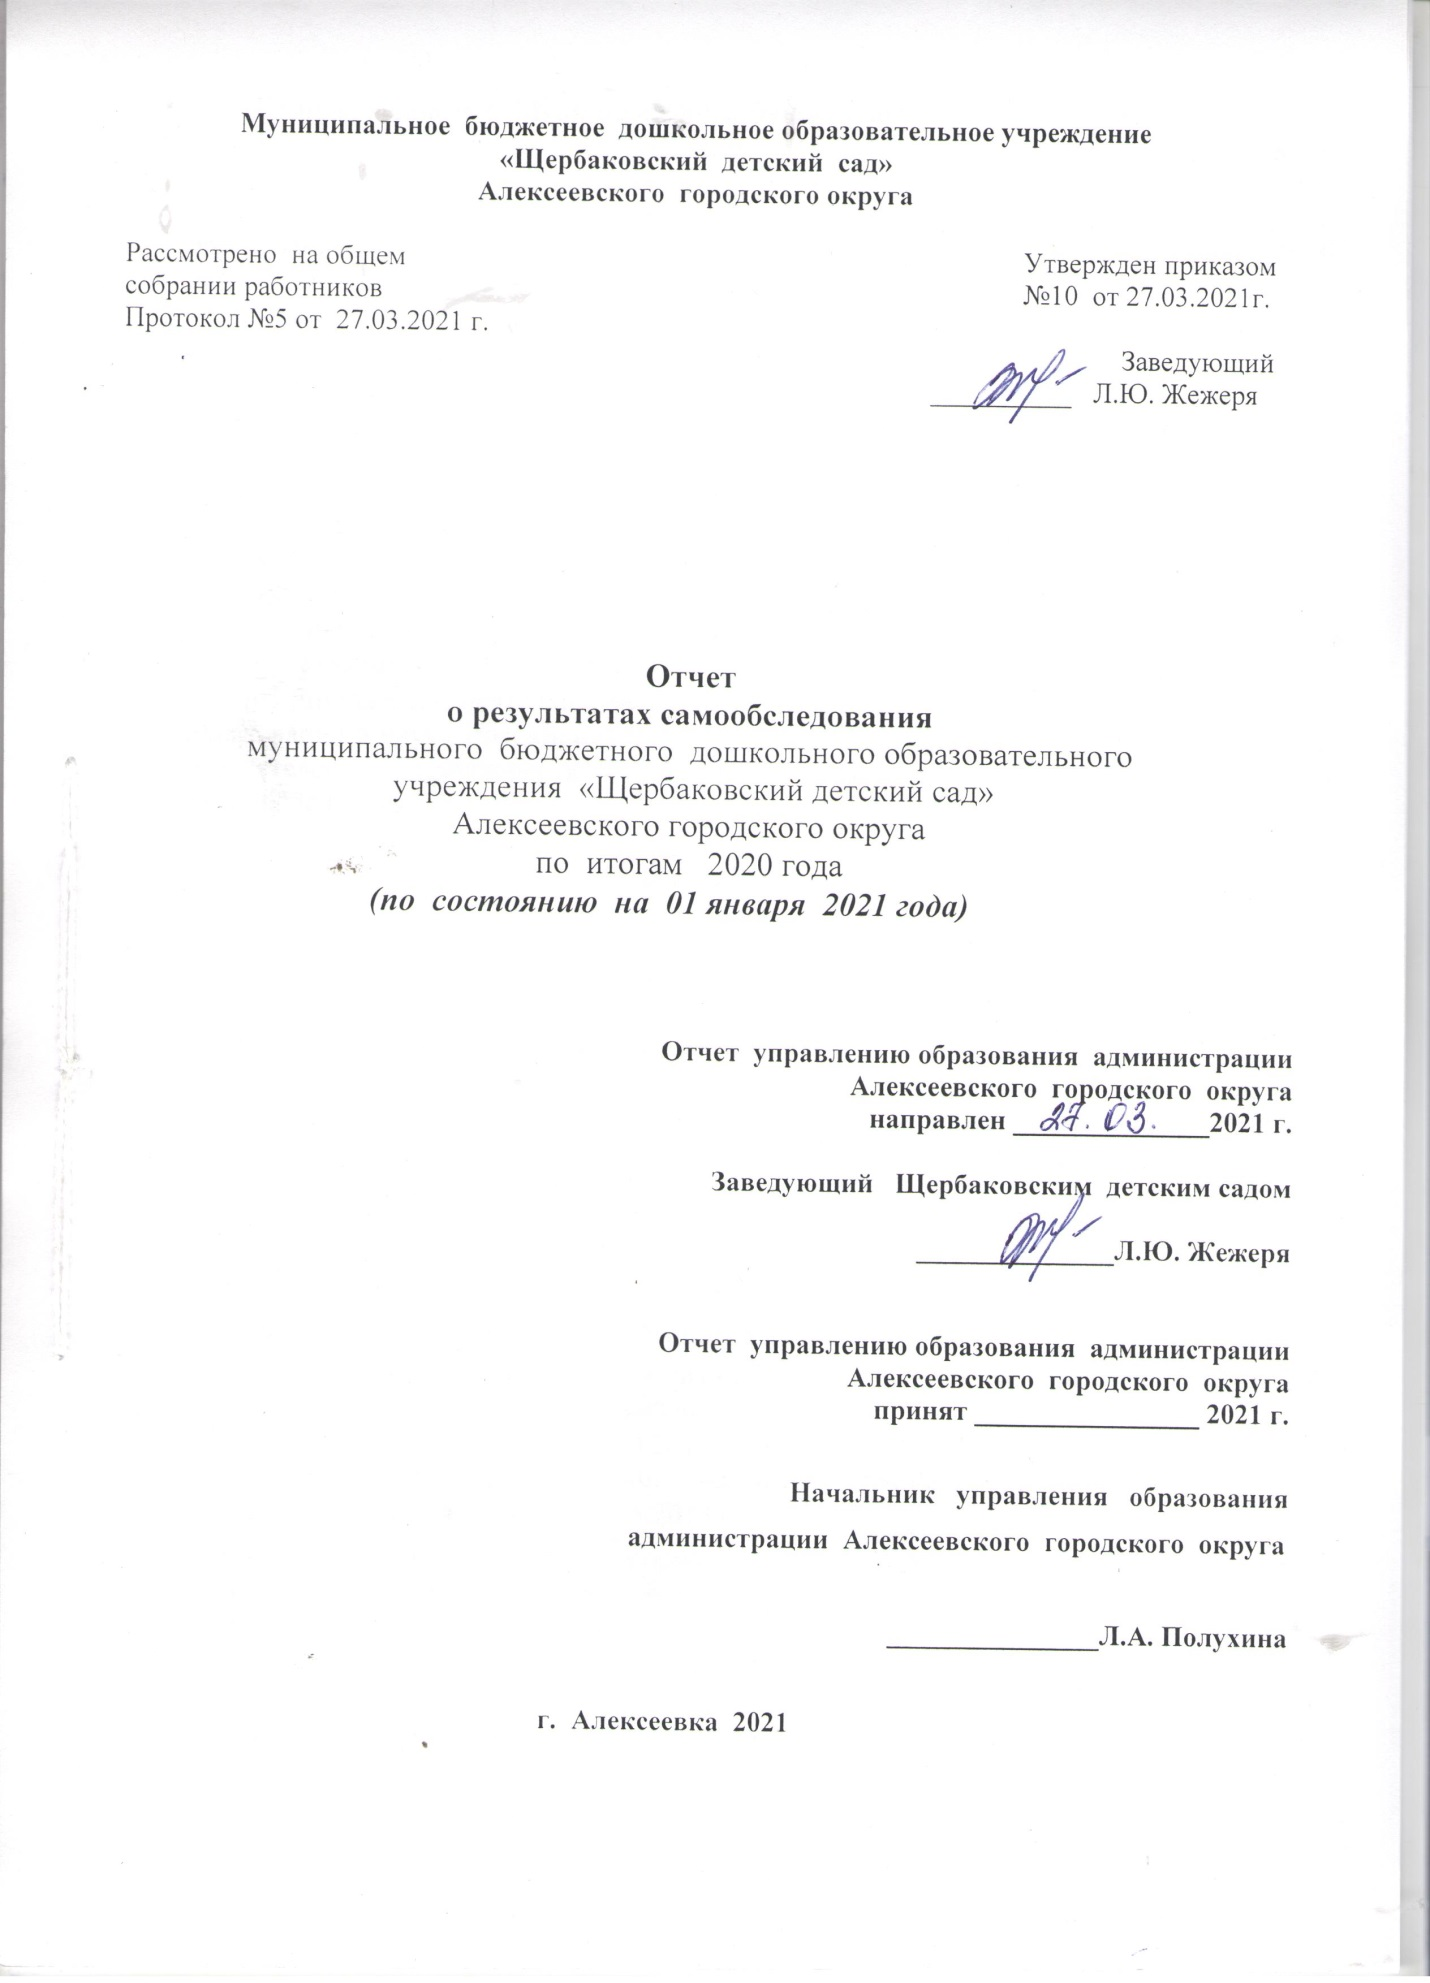 Муниципальное бюджетное дошкольное образовательное учреждение
«Щербаковский детский сад»
Алексеевского городского округа
Рассмотрено на общем
собрании работников
Протокол №5 от 27.03.2021 г.
Утвержден приказом
№10 от 27.03.2021г.
Заведующий
____________ Л.Ю. Жежеря
Отчет
о результатах самообследования
муниципального бюджетного дошкольного образовательного
учреждения «Щербаковский детский сад»
Алексеевского городского округа
по итогам 2020 года
(по состоянию на 01 января 2021 года)
Отчет управлению образования администрации
Алексеевского городского округа
направлен 27.03. 2021 г.
Заведующий Щербаковским детским садом
______________Л.Ю. Жежеря
Отчет управлению образования администрации
Алексеевского городского округа
принят ________________ 2021 г.
Начальник управления образования
администрации Алексеевского городского округа
_______________Л.А. Полухина
г. Алексеевка 2021